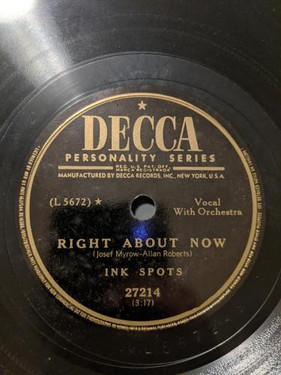 DECCA
PERSONALITY SERIES
REG. U.S. PAT. OFF.
MARCA REGISTRADA
MANUFACTURED BY DECCA RECORDS, INC., NEW YORK, U.S.A.
(L 5672)★
Vocal
With Orchestra
RIGHT ABOUT NOW
(Josef Myrow-Allan Roberts)
INK SPOTS
27214
(3:17)